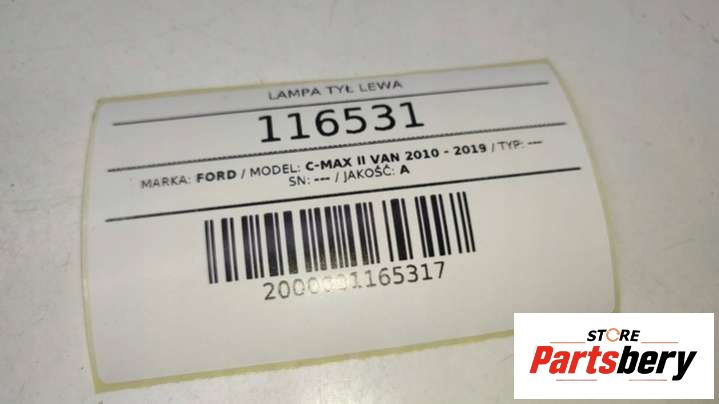 LAMPA TYŁ LEWA
116531
MARKA: FORD / MODEL: C-MAX II VAN 2010 - 2019 / TYP: ---
SN: --- / JAKOŚĆ: A
2000001165317
STORE
Partsbery